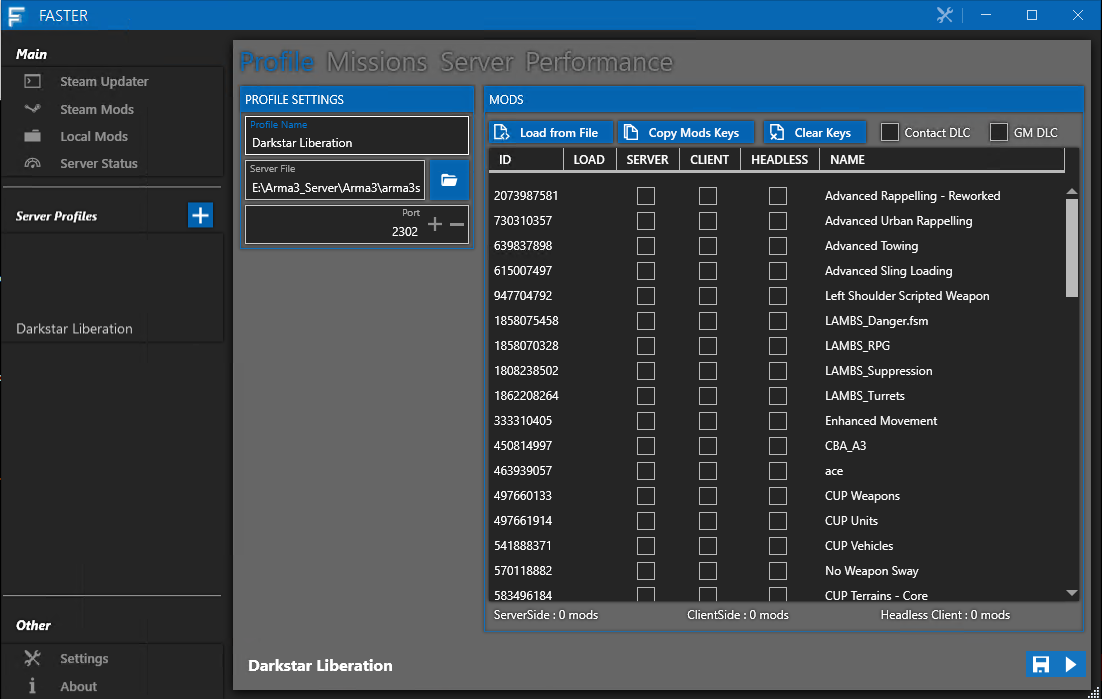 FASTER
Main
Steam Updater
Steam Mods
Local Mods
Server Status
Server Profiles
Darkstar Liberation
Other
Settings
About
Profile Missions Server Performance
PROFILE SETTINGS
Profile Name
Darkstar Liberation
Server File
E:\Arma3_Server\Arma3\arma3s
Port
2302
MODS
Load from File Copy Mods Keys Clear Keys Contact DLC GM DLC
ID LOAD SERVER CLIENT HEADLESS NAME
2073987581 Advanced Rappelling - Reworked
730310357 Advanced Urban Rappelling
639837898 Advanced Towing
615007497 Advanced Sling Loading
947704792 Left Shoulder Scripted Weapon
1858075458 LAMBS_Danger.fsm
1858070328 LAMBS_RPG
1808238502 LAMBS_Suppression
1862208264 LAMBS_Turrets
333310405 Enhanced Movement
450814997 CBA_A3
463939057 ace
497660133 CUP Weapons
497661914 CUP Units
541888371 CUP Vehicles
570118882 No Weapon Sway
583496184 CUP Terrains - Core
ServerSide : 0 mods ClientSide : 0 mods Headless Client : 0 mods
Darkstar Liberation